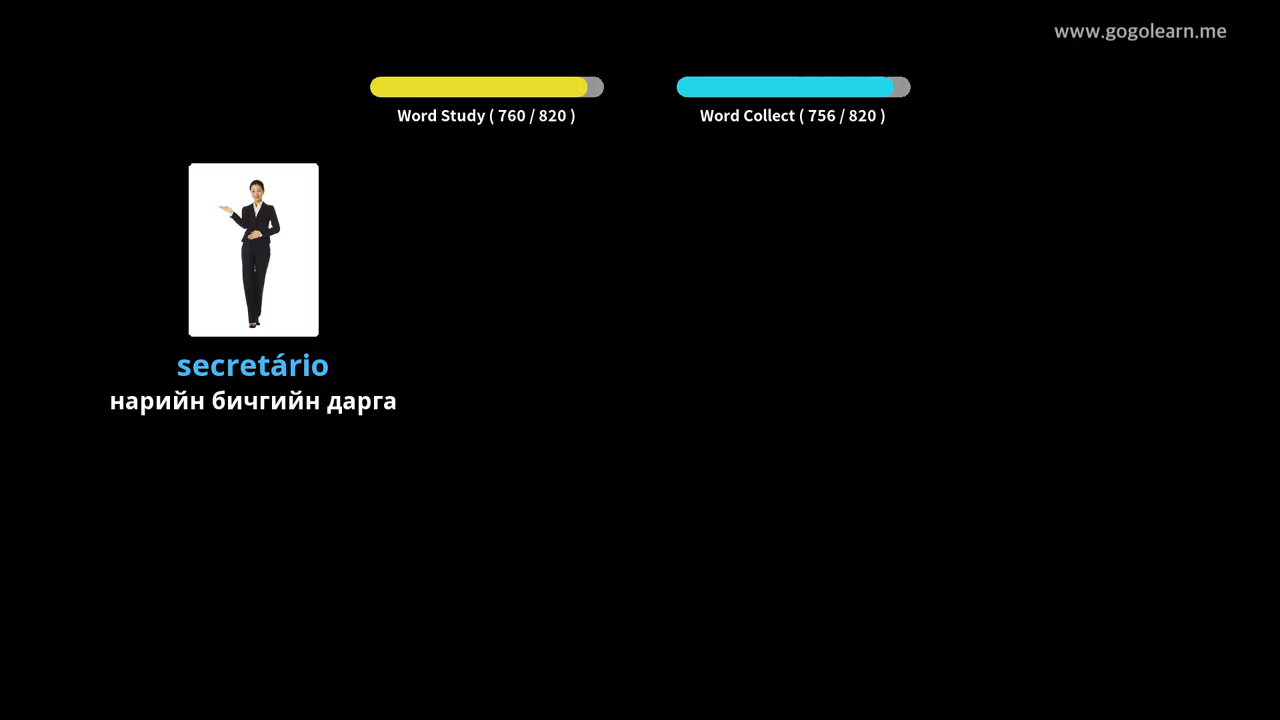 www.gogolearn.me
Word Study ( 760 / 820 )
Word Collect ( 756 / 820 )
secretário
нарийн бичгийн дарга